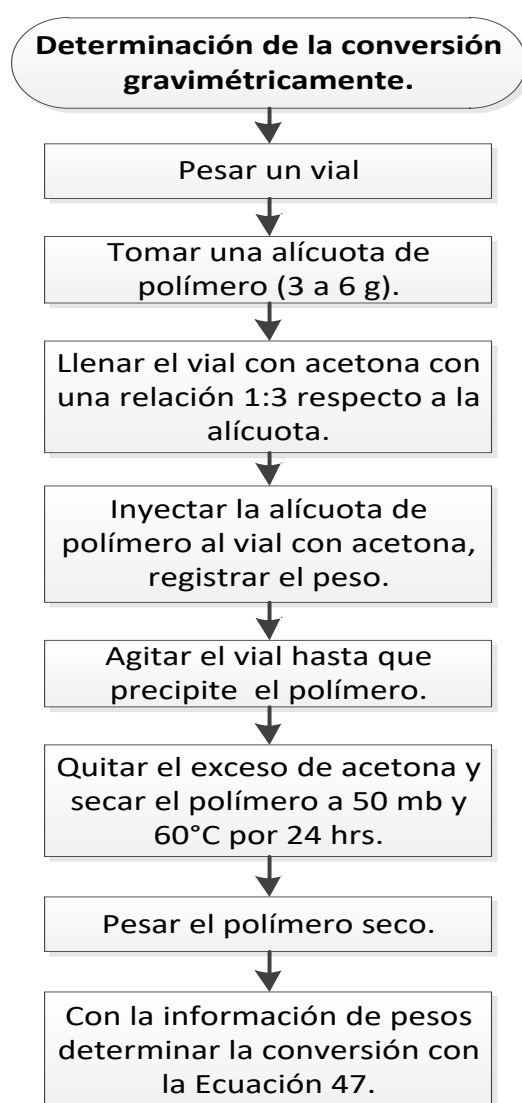 Determinación de la conversión
gravimétricamente.
Pesar un vial
Tomar una alícuota de
polímero (3 a 6 g).
Llenar el vial con acetona con
una relación 1:3 respecto a la
alícuota.
Inyectar la alícuota de
polímero al vial con acetona,
registrar el peso.
Agitar el vial hasta que
precipite el polímero.
Quitar el exceso de acetona y
secar el polímero a 50 mb y
60°C por 24 hrs.
Pesar el polímero seco.
Con la información de pesos
determinar la conversión con
la Ecuación 47.